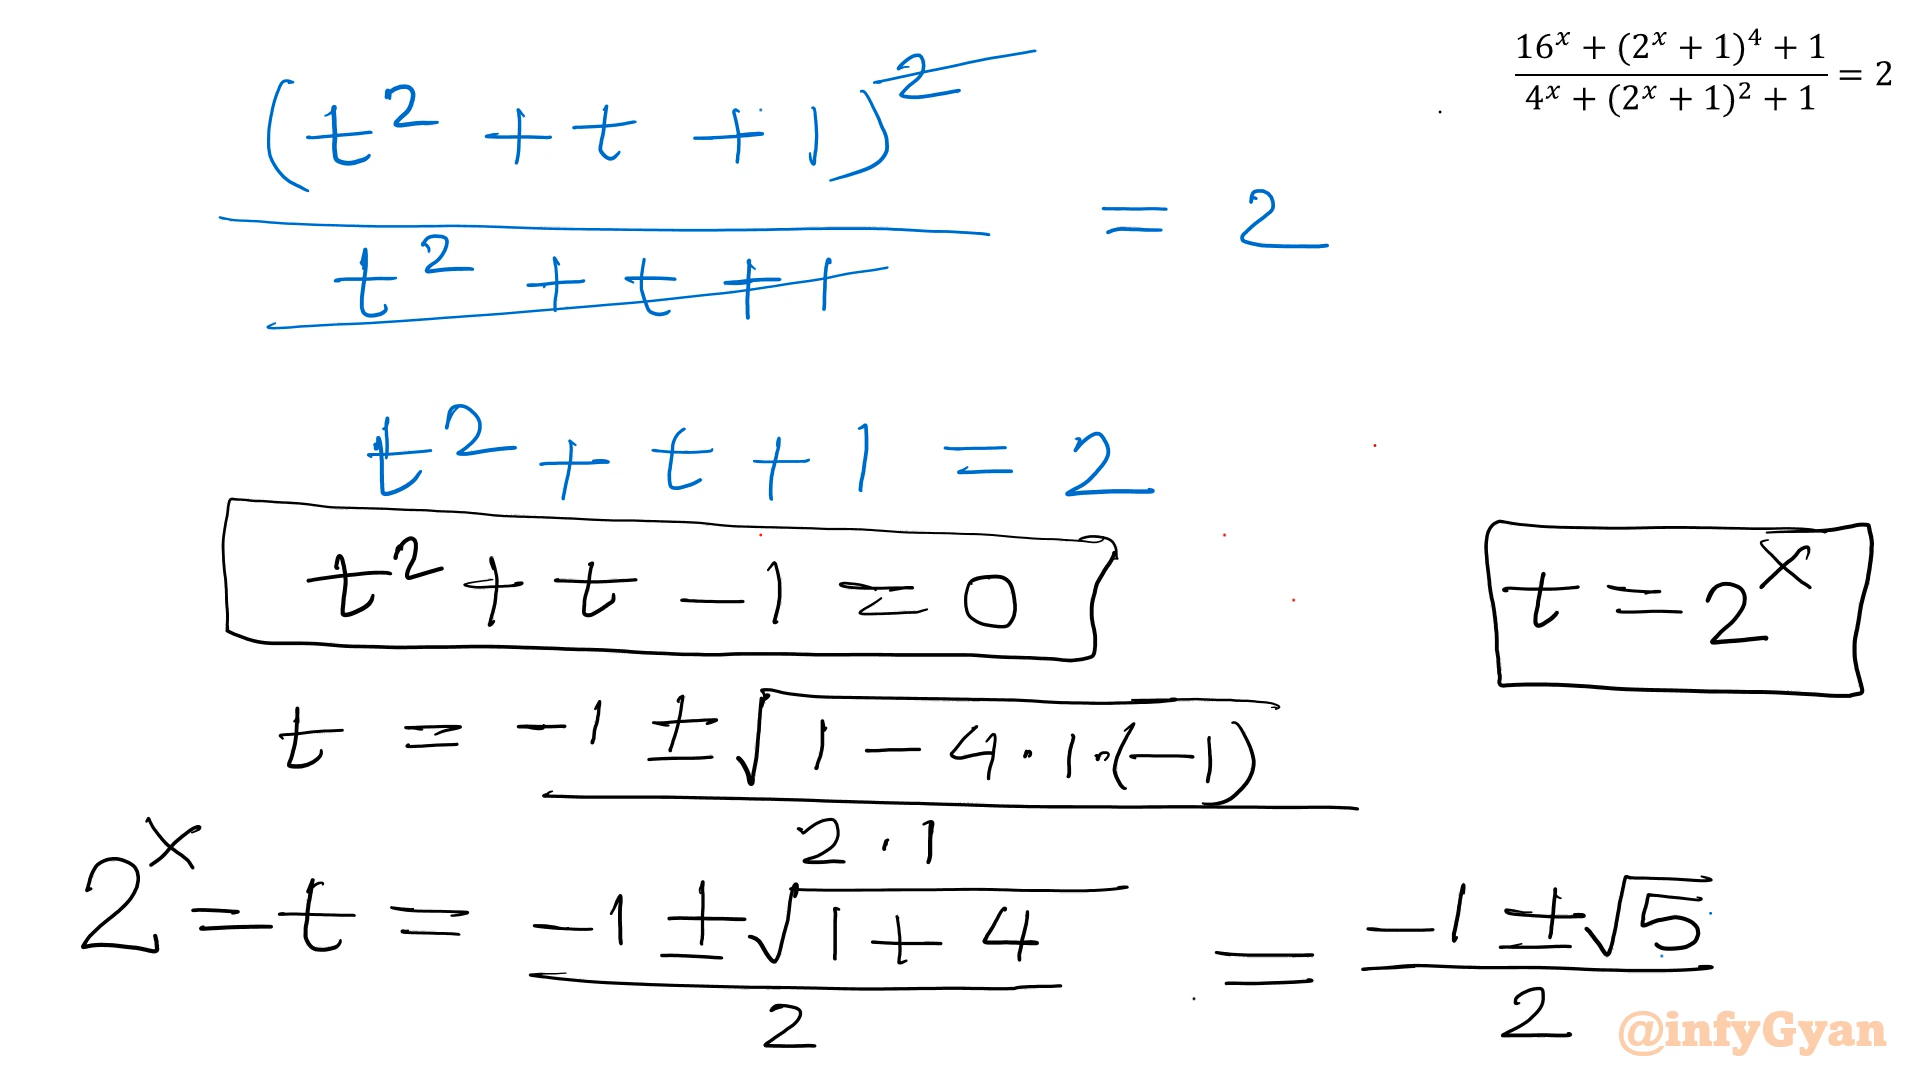 16^x + (2^x + 1)^4 + 1
4^x + (2^x + 1)^2 + 1
= 2
(t^2 + t + 1)^2
t^2 + t + 1
= 2
t^2 + t + 1 = 2
t^2 + t - 1 = 0
t = 2^x
t = -1 ± √(1 - 4 · 1 · (-1))
2 · 1
2^x = t = -1 ± √(1 + 4) = -1 ± √5
2 2
@infyGyan